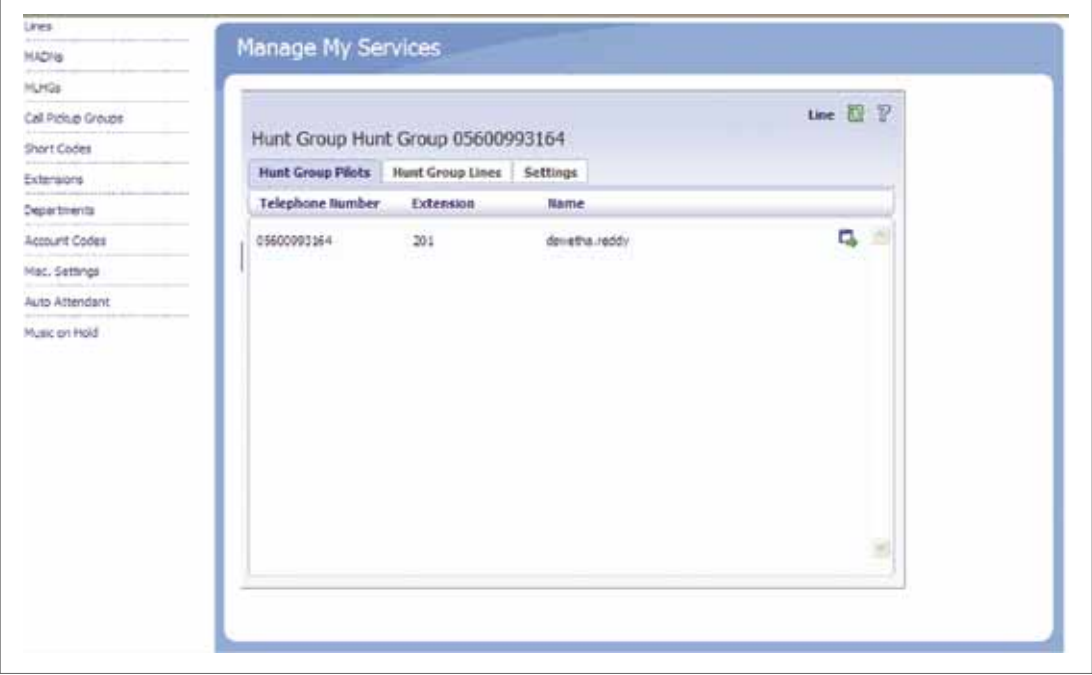 Lines
MADNs
MLHGs
Call Pickup Groups
Short Codes
Extensions
Departments
Account Codes
Misc. Settings
Auto Attendant
Music on Hold
Manage My Services
Line ?
Hunt Group Hunt Group 05600993164
Hunt Group Pilots Hunt Group Lines Settings
Telephone Number Extension Name
05600993164 201